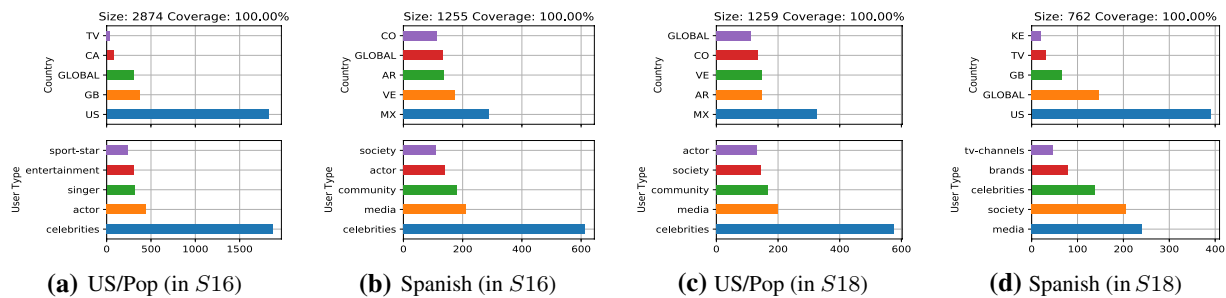 Size: 2874 Coverage: 100.00%
TV
CA
GLOBAL
GB
US
Country
sport-star
entertainment
singer
actor
celebrities
User Type
0 500 1000 1500
(a) US/Pop (in S16)
Size: 1255 Coverage: 100.00%
CO
GLOBAL
AR
VE
MX
Country
society
actor
community
media
celebrities
User Type
0 200 400 600
(b) Spanish (in S16)
Size: 1259 Coverage: 100.00%
GLOBAL
CO
VE
AR
MX
Country
actor
society
community
media
celebrities
User Type
0 200 400 600
(c) US/Pop (in S18)
Size: 762 Coverage: 100.00%
KE
TV
GB
GLOBAL
US
Country
tv-channels
brands
celebrities
society
media
User Type
0 100 200 300 400
(d) Spanish (in S18)